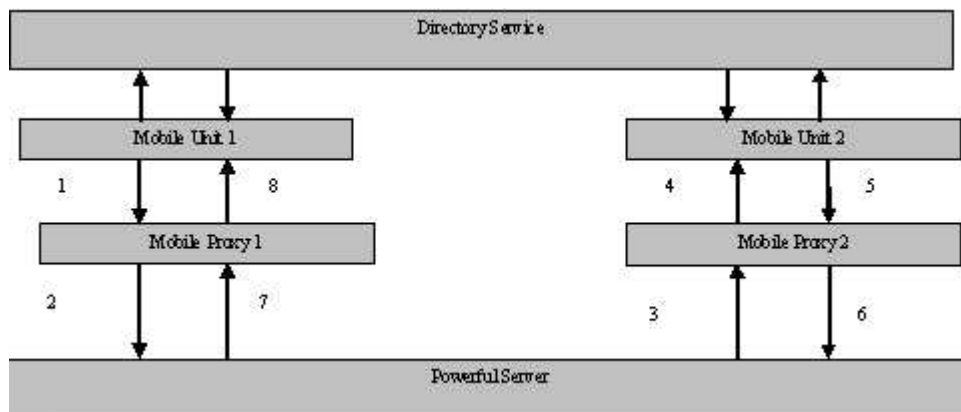 Directory Service
Mobile Unit 1
Mobile Unit 2
1
8
4
5
Mobile Proxy 1
Mobile Proxy 2
2
7
3
6
Powerful Server